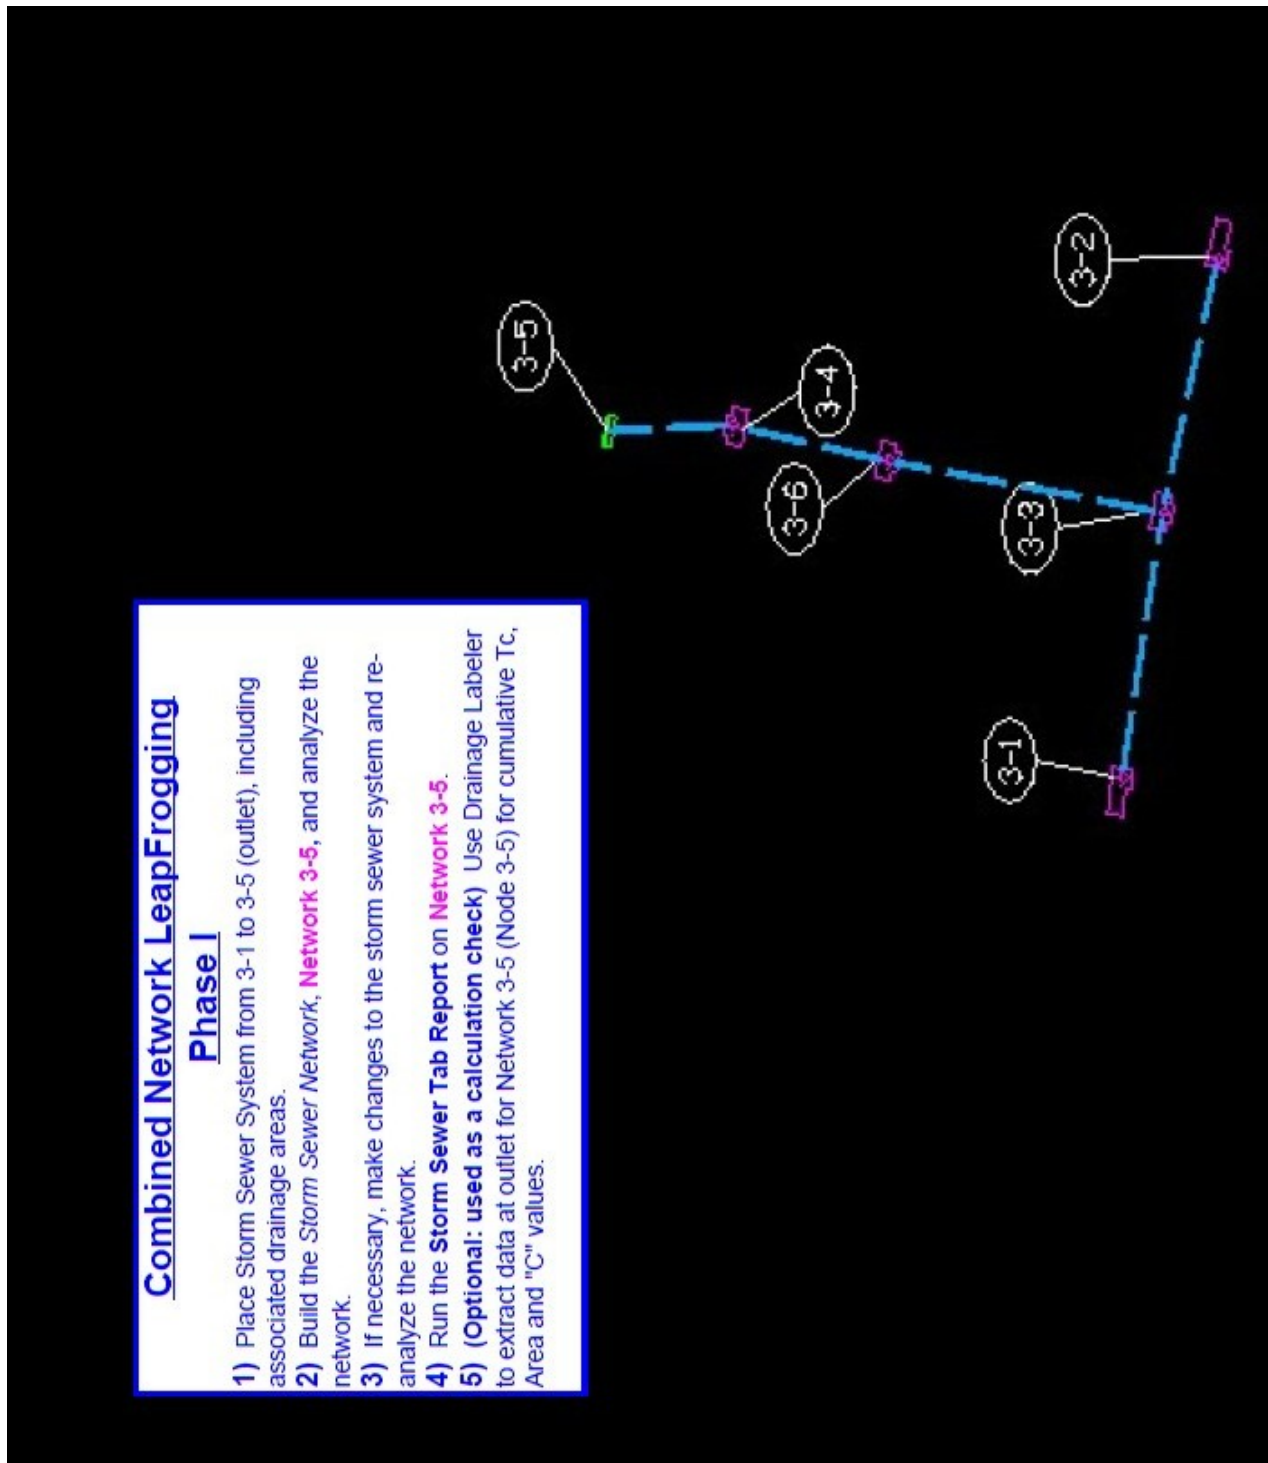 Combined Network LeapFrogging
Phase I
1) Place Storm Sewer System from 3-1 to 3-5 (outlet), including
associated drainage areas.
2) Build the Storm Sewer Network, Network 3-5, and analyze the
network.
3) If necessary, make changes to the storm sewer system and re-
analyze the network.
4) Run the Storm Sewer Tab Report on Network 3-5.
5) (Optional: used as a calculation check) Use Drainage Labeler
to extract data at outlet for Network 3-5 (Node 3-5) for cumulative Tc,
Area and "C" values.
3-5
3-4
3-6
3-3
3-2
3-1